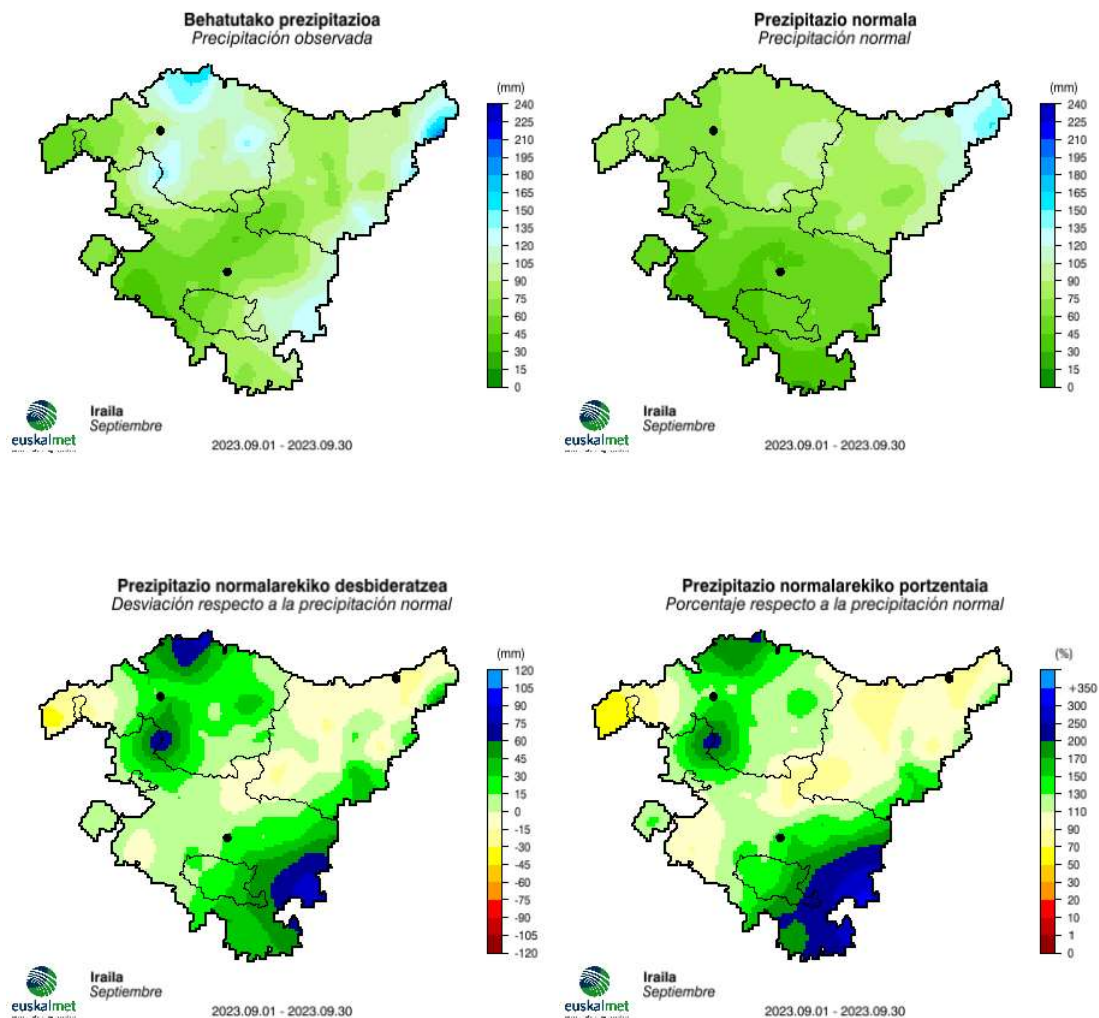 Behatutako prezipitazioa
Precipitación observada
(mm)
240
225
210
195
180
165
150
135
120
105
90
75
60
45
30
15
0
Iraila
Septiembre
euskalmet
2023.09.01 - 2023.09.30
Prezipitazio normala
Precipitación normal
(mm)
240
225
210
195
180
165
150
135
120
105
90
75
60
45
30
15
0
Iraila
Septiembre
euskalmet
2023.09.01 - 2023.09.30
Prezipitazio normalarekiko desbideratzea
Desviación respecto a la precipitación normal
(mm)
120
105
90
75
60
45
30
15
0
-15
-30
-45
-60
-75
-90
-105
-120
Iraila
Septiembre
euskalmet
2023.09.01 - 2023.09.30
Prezipitazio normalarekiko portzentaia
Porcentaje respecto a la precipitación normal
(%)
+350
300
250
200
170
150
130
110
90
70
50
30
20
10
1
0
Iraila
Septiembre
euskalmet
2023.09.01 - 2023.09.30